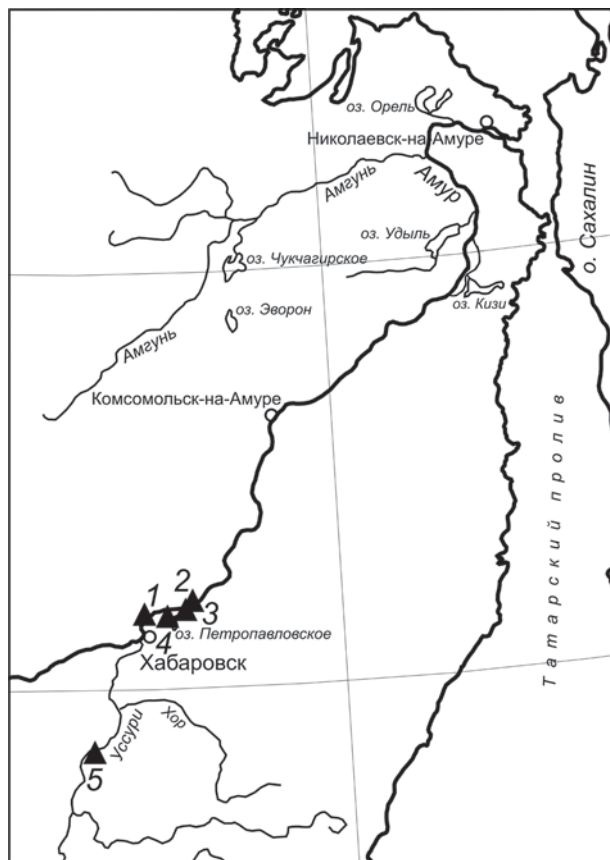 оз. Орель
Николаевск-на-Амуре
Амгунь
Амур
о. Сахалин
оз. Удыль
оз. Чукчагирское
оз. Эворон
оз. Кизи
Амгунь
Комсомольск-на-Амуре
Татарский пролив
1
2
3
4
оз. Петропавловское
Хабаровск
Уссури
Хор
5